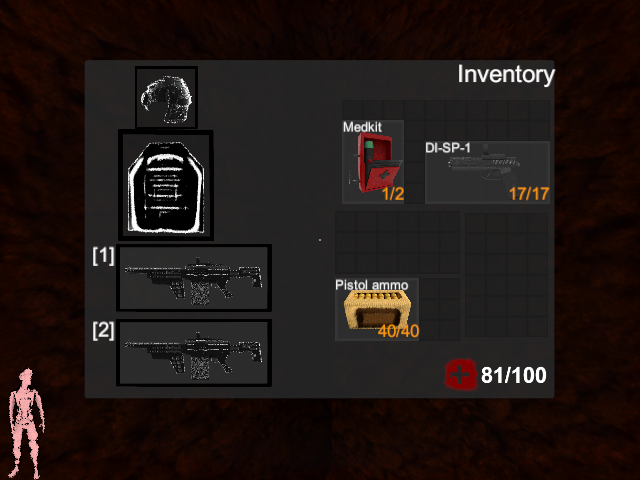 Inventory
Medkit
1/2
DI-SP-1
17/17
[1]
Pistol ammo
40/40
[2]
81/100